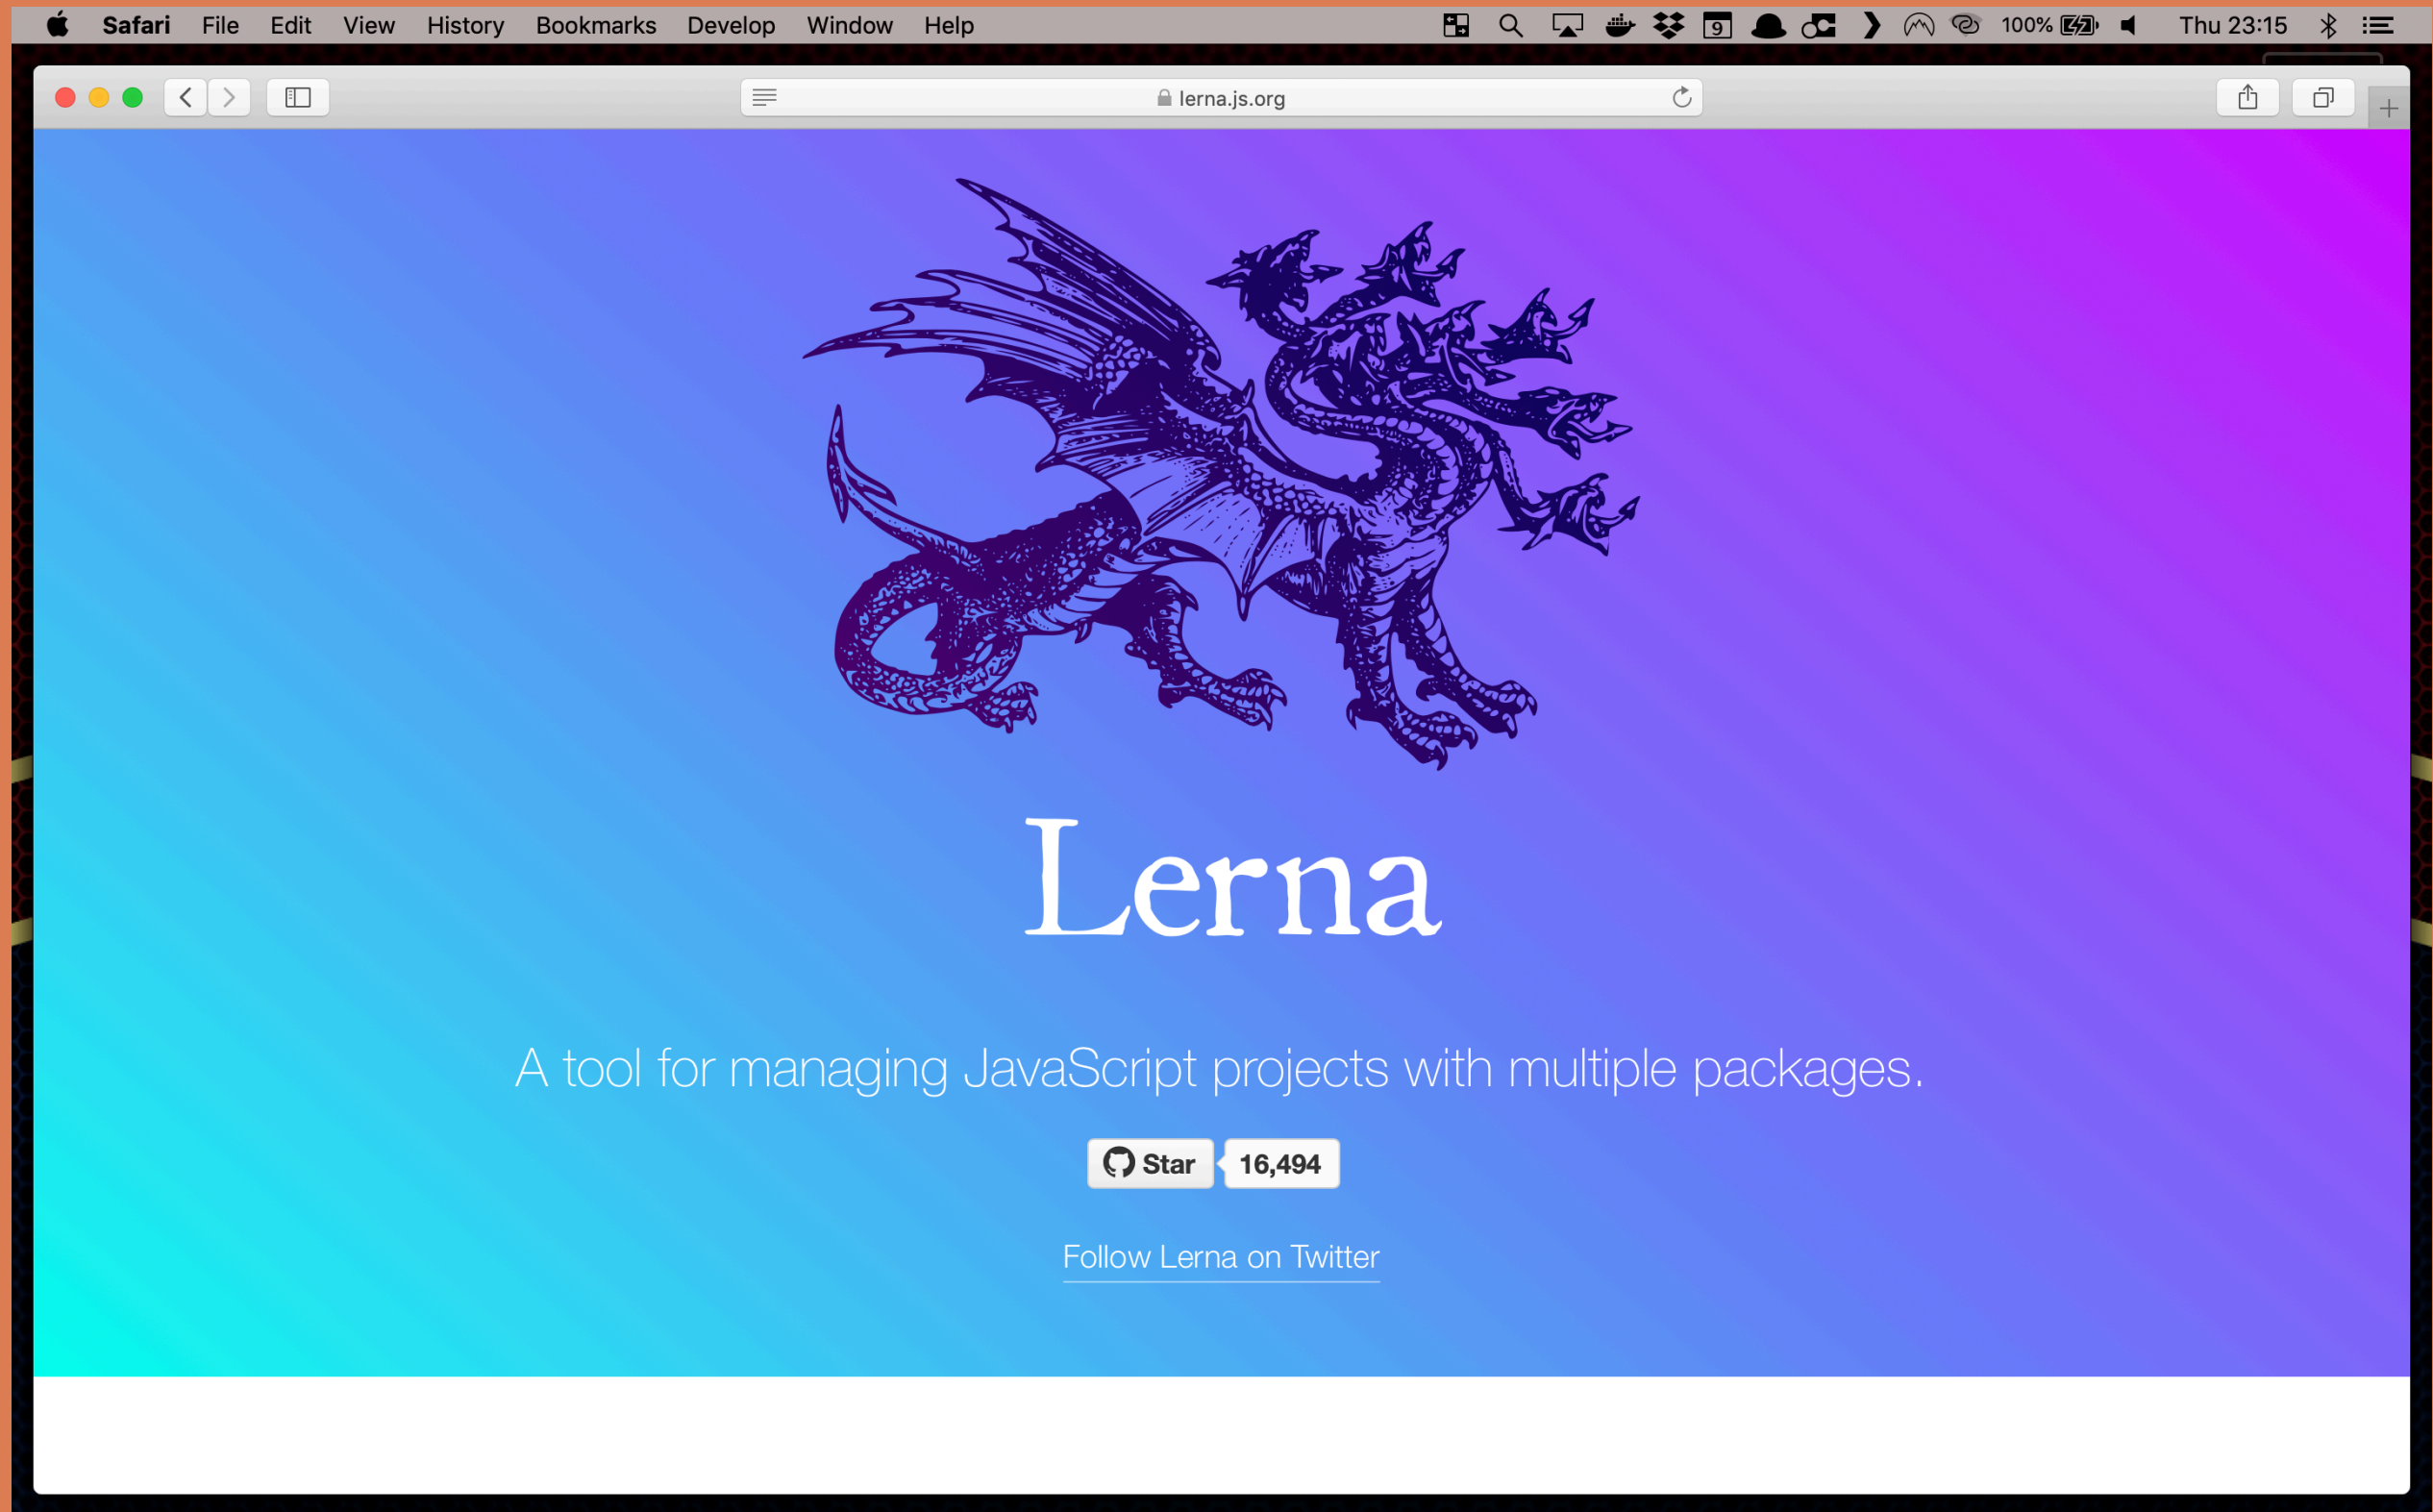 Safari File Edit View History Bookmarks Develop Window Help 9 100% Thu 23:15
lerna.js.org
Lerna
A tool for managing JavaScript projects with multiple packages.
Star 16,494
Follow Lerna on Twitter